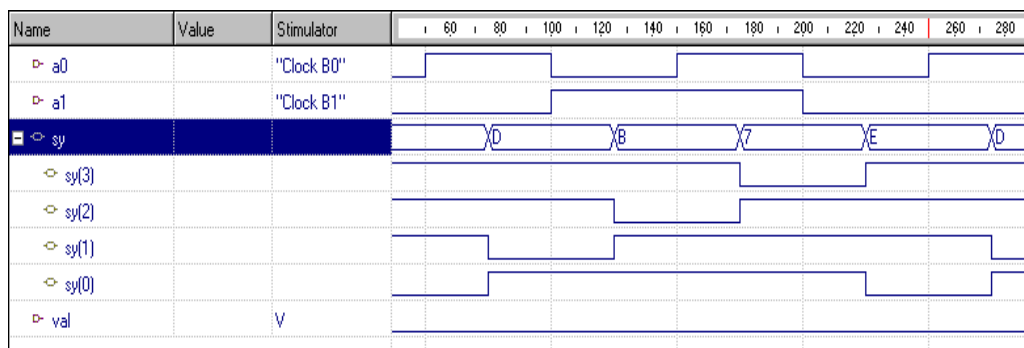 Name Value Stimulator 60 80 100 120 140 160 180 200 220 240 260 280
a0 "Clock B0"
a1 "Clock B1"
sy D B 7 E D
sy(3)
sy(2)
sy(1)
sy(0)
val V